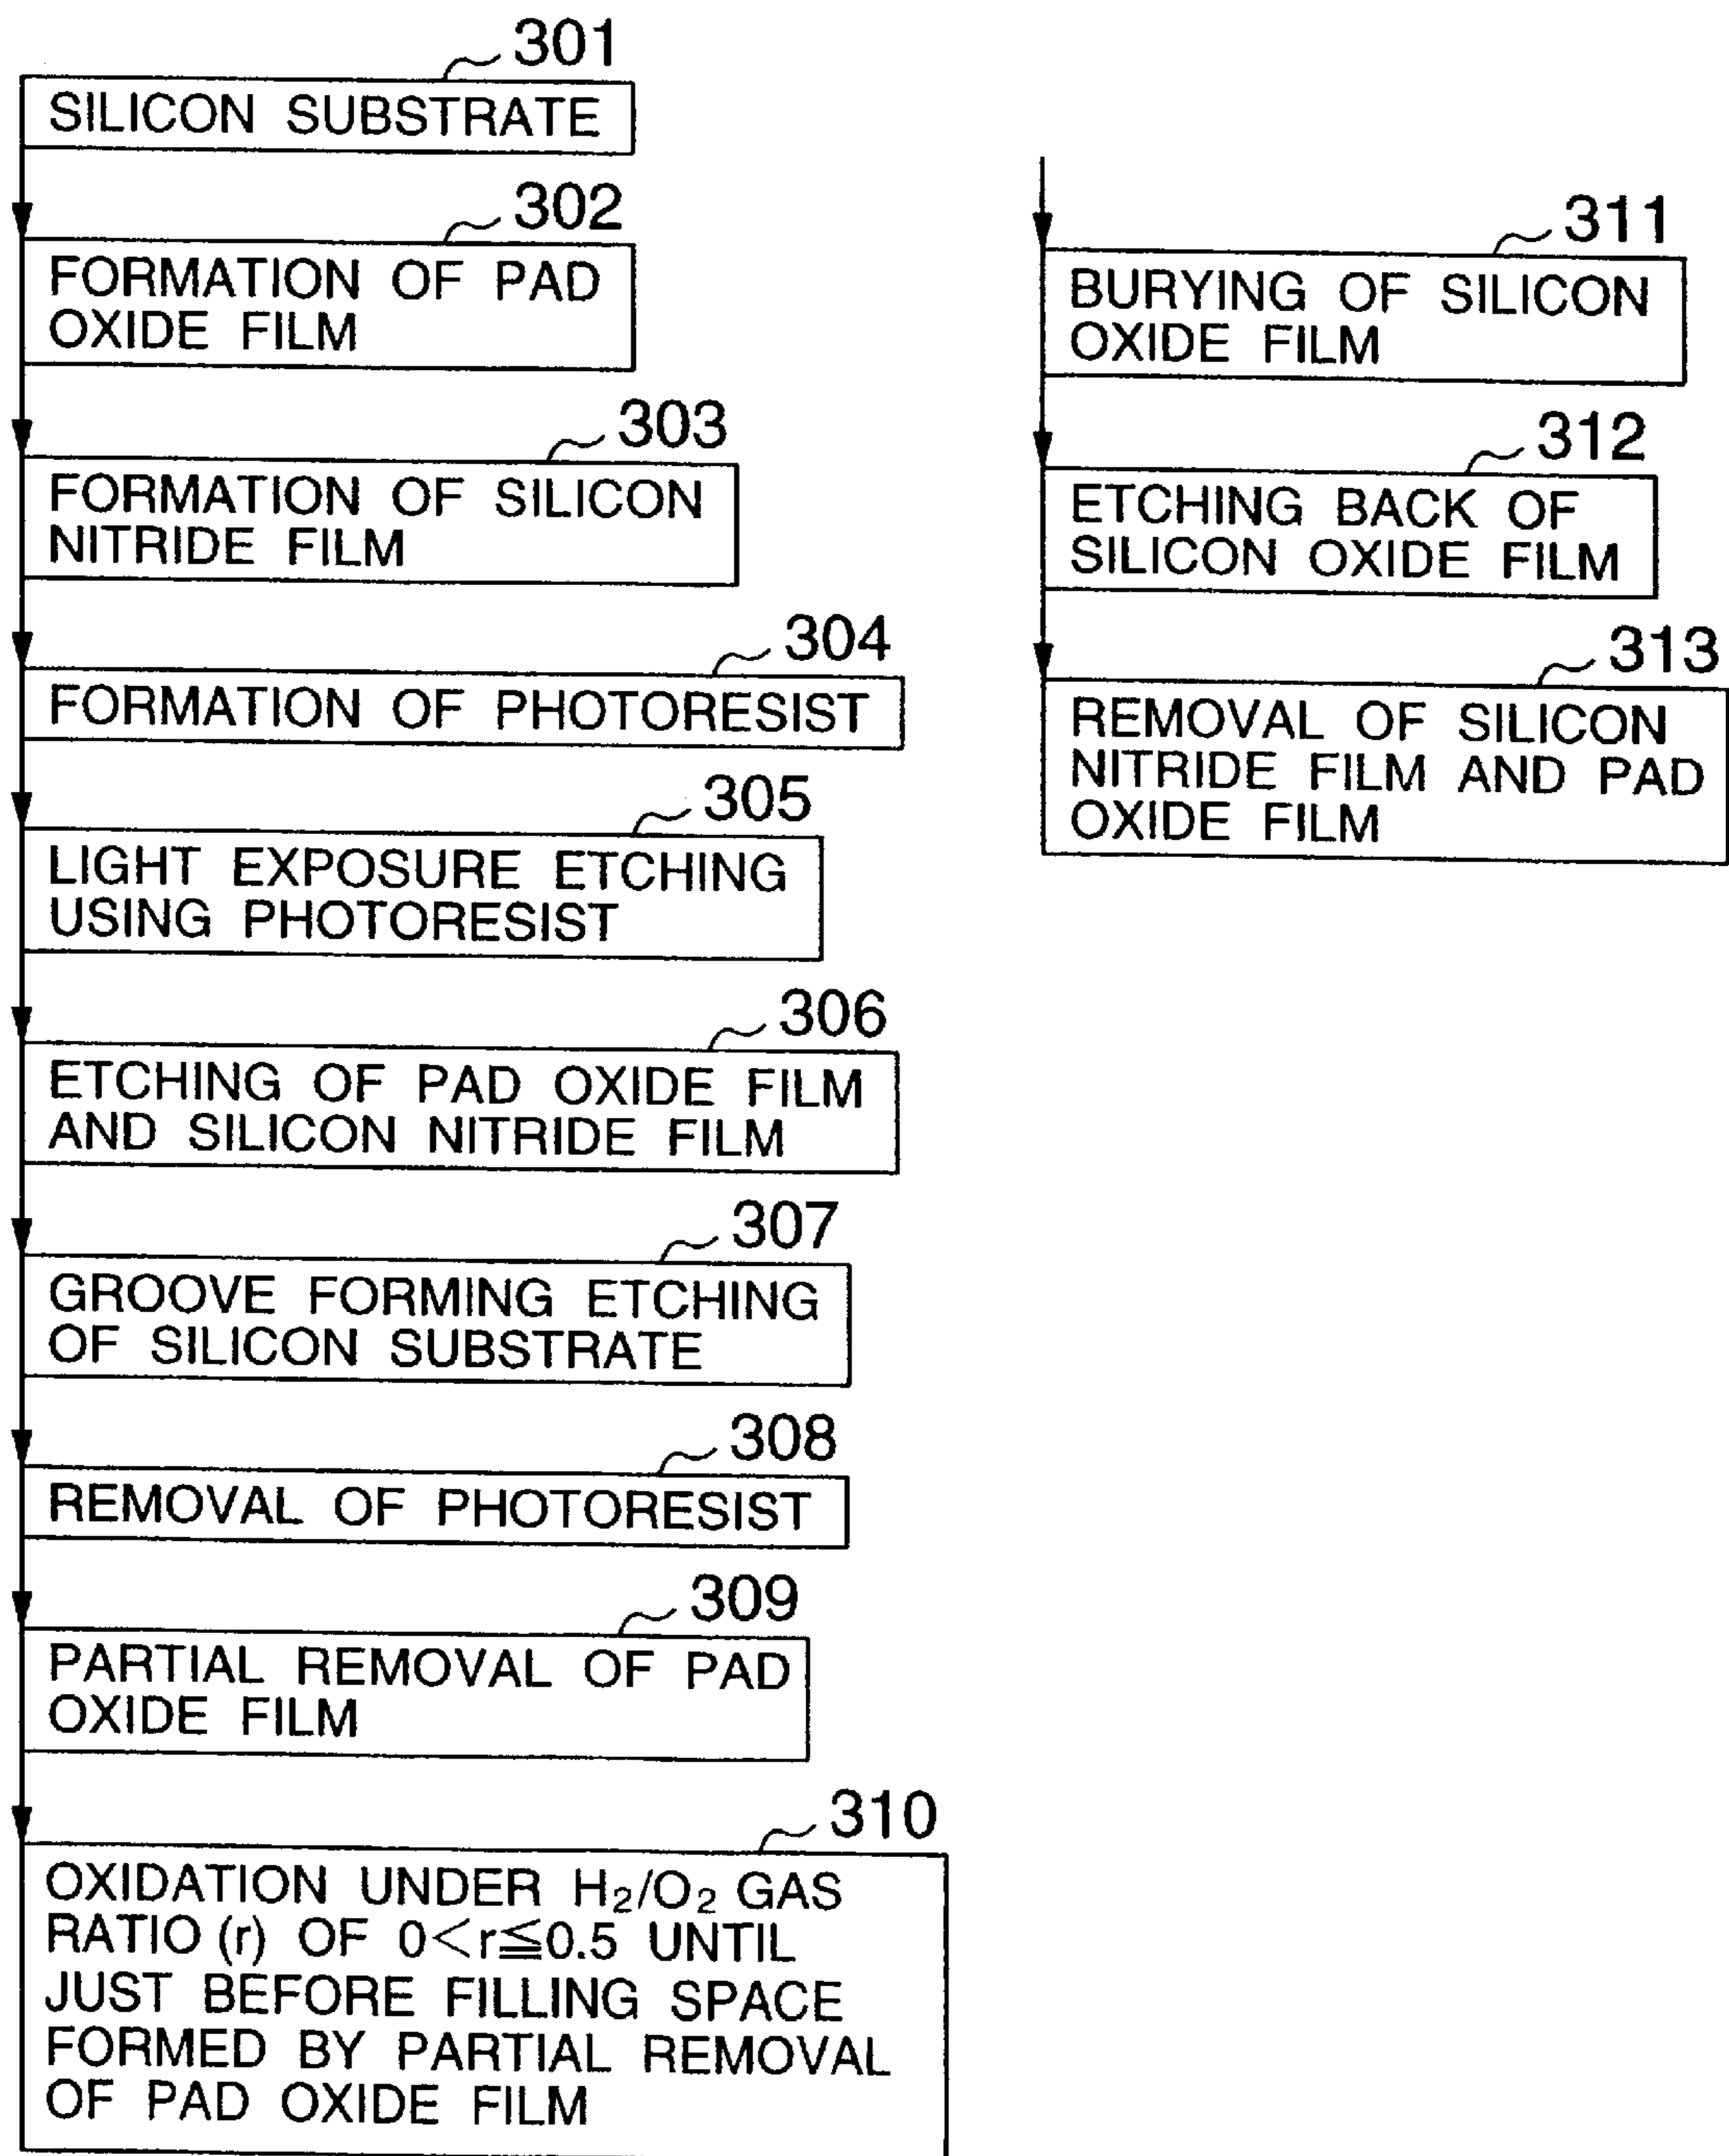 301
SILICON SUBSTRATE
302
FORMATION OF PAD
OXIDE FILM
303
FORMATION OF SILICON
NITRIDE FILM
304
FORMATION OF PHOTORESIST
305
LIGHT EXPOSURE ETCHING
USING PHOTORESIST
306
ETCHING OF PAD OXIDE FILM
AND SILICON NITRIDE FILM
307
GROOVE FORMING ETCHING
OF SILICON SUBSTRATE
308
REMOVAL OF PHOTORESIST
309
PARTIAL REMOVAL OF PAD
OXIDE FILM
310
OXIDATION UNDER H₂/O₂ GAS
RATIO (r) OF 0<r≦0.5 UNTIL
JUST BEFORE FILLING SPACE
FORMED BY PARTIAL REMOVAL
OF PAD OXIDE FILM
311
BURYING OF SILICON
OXIDE FILM
312
ETCHING BACK OF
SILICON OXIDE FILM
313
REMOVAL OF SILICON
NITRIDE FILM AND PAD
OXIDE FILM